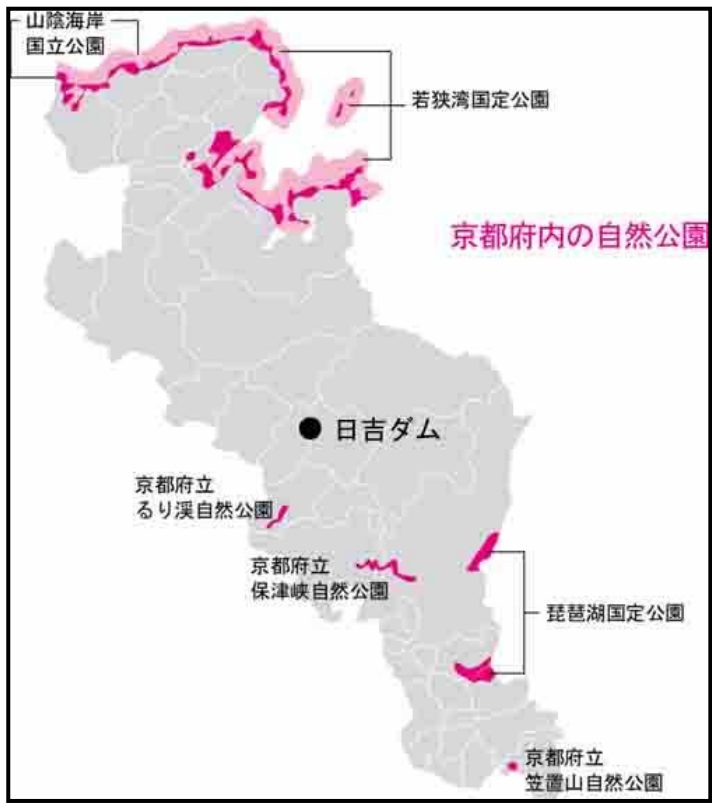 山陰海岸
国立公園
若狭湾国定公園
京都府内の自然公園
日吉ダム
京都府立
るり渓自然公園
京都府立
保津峡自然公園
琵琶湖国定公園
京都府立
笠置山自然公園